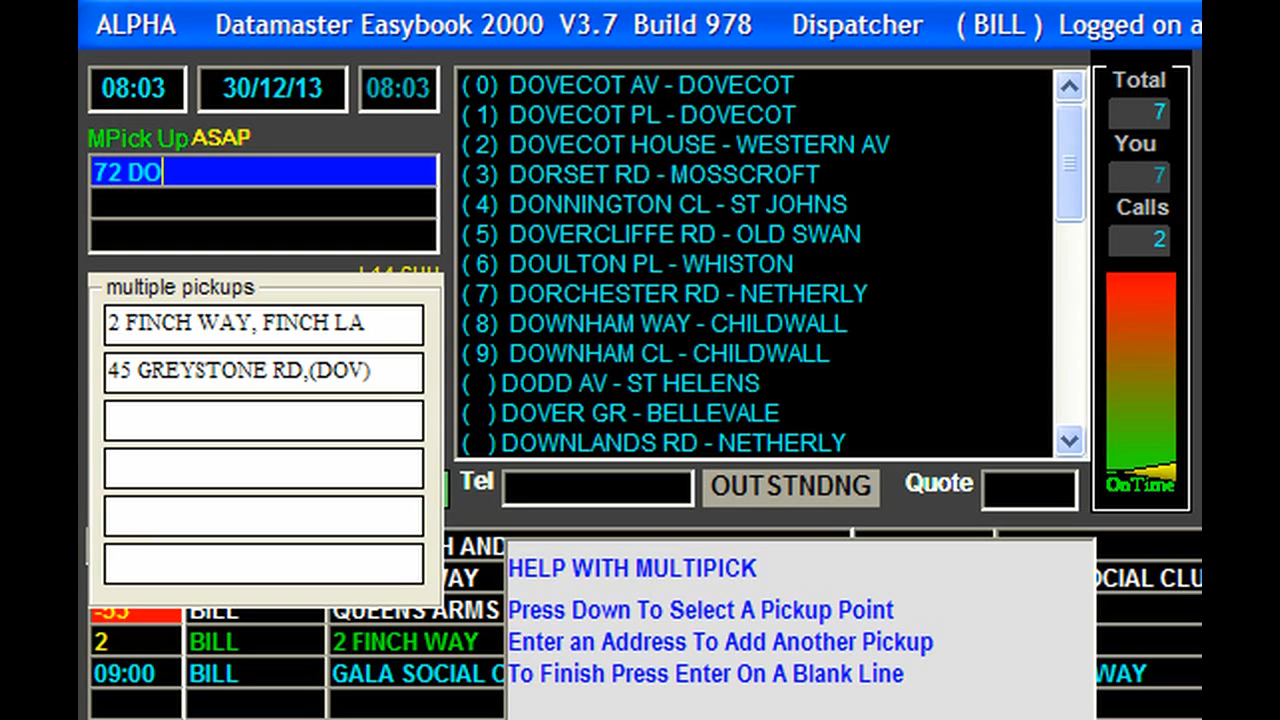 ALPHA Datamaster Easybook 2000 V3.7 Build 978 Dispatcher ( BILL ) Logged on a
08:03 30/12/13 08:03
MPick Up ASAP
72 DO
( 0) DOVECOT AV - DOVECOT
( 1) DOVECOT PL - DOVECOT
( 2) DOVECOT HOUSE - WESTERN AV
( 3) DORSET RD - MOSSCROFT
( 4) DONNINGTON CL - ST JOHNS
( 5) DOVERCLIFFE RD - OLD SWAN
( 6) DOULTON PL - WHISTON
( 7) DORCHESTER RD - NETHERLY
( 8) DOWNHAM WAY - CHILDWALL
( 9) DOWNHAM CL - CHILDWALL
( ) DODD AV - ST HELENS
( ) DOVER GR - BELLEVALE
( ) DOWNLANDS RD - NETHERLY
Total
7
You
7
Calls
2
OnTime
multiple pickups
2 FINCH WAY, FINCH LA
45 GREYSTONE RD,(DOV)
Tel OUTSTNDNG Quote
H AND
WAY OCIAL CLU
-55 BILL QUEENS ARMS
2 BILL 2 FINCH WAY
09:00 BILL GALA SOCIAL C WAY
HELP WITH MULTIPICK
Press Down To Select A Pickup Point
Enter an Address To Add Another Pickup
To Finish Press Enter On A Blank Line